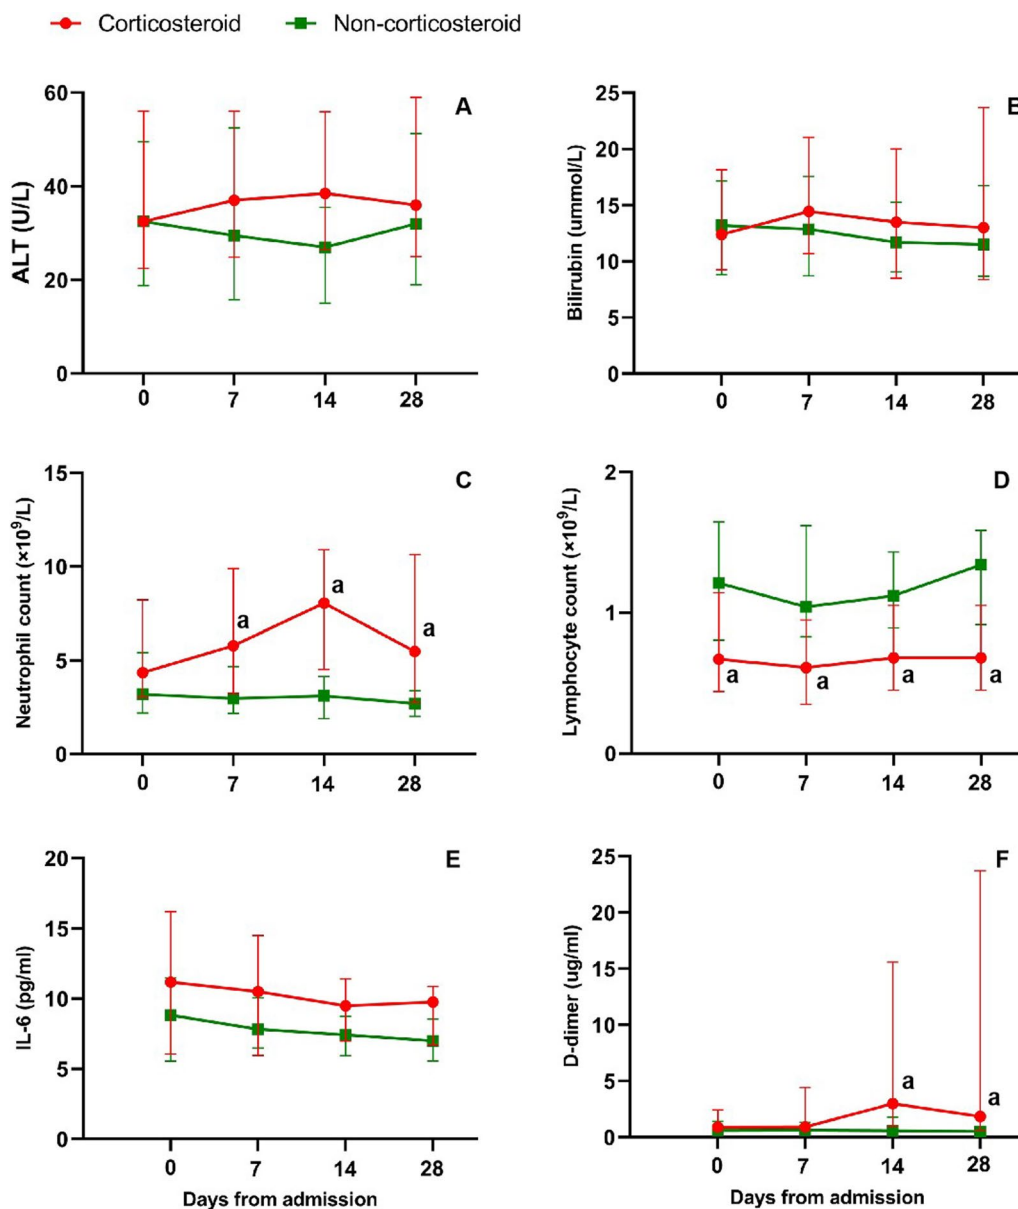 Corticosteroid Non-corticosteroid
A
60
40
20
0
ALT (U/L)
0 7 14 28
25
20
15
10
5
0
Bilirubin (ummol/L)
0 7 14 28
C
15
10
5
0
Neutrophil count (×10⁹/L)
a
a
a
0 7 14 28
D
2
1
0
Lymphocyte count (×10⁹/L)
a a a a
0 7 14 28
E
20
15
10
5
0
IL-6 (pg/ml)
0 7 14 28
Days from admission
F
25
20
15
10
5
0
D-dimer (ug/ml)
a
a
0 7 14 28
Days from admission